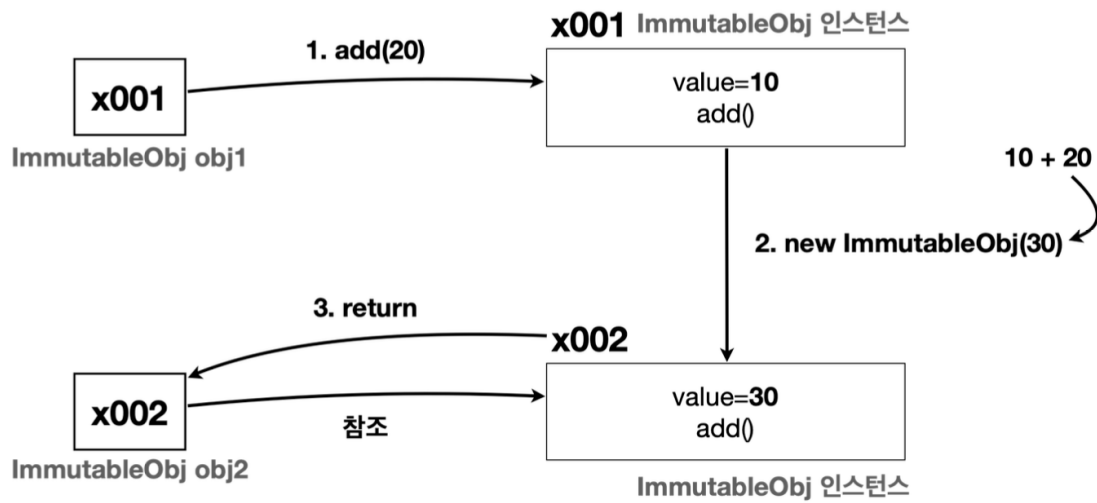 x001 ImmutableObj 인스턴스
1. add(20)
x001
value=10
add()
ImmutableObj obj1
10 + 20
2. new ImmutableObj(30)
3. return
x002
x002
value=30
add()
참조
ImmutableObj obj2
ImmutableObj 인스턴스